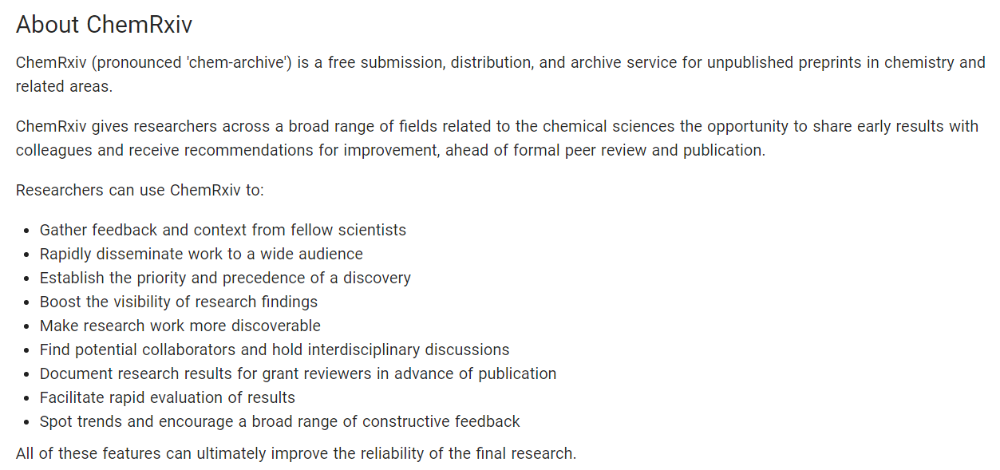 About ChemRxiv
ChemRxiv (pronounced 'chem-archive') is a free submission, distribution, and archive service for unpublished preprints in chemistry and
related areas.
ChemRxiv gives researchers across a broad range of fields related to the chemical sciences the opportunity to share early results with
colleagues and receive recommendations for improvement, ahead of formal peer review and publication.
Researchers can use ChemRxiv to:
• Gather feedback and context from fellow scientists
• Rapidly disseminate work to a wide audience
• Establish the priority and precedence of a discovery
• Boost the visibility of research findings
• Make research work more discoverable
• Find potential collaborators and hold interdisciplinary discussions
• Document research results for grant reviewers in advance of publication
• Facilitate rapid evaluation of results
• Spot trends and encourage a broad range of constructive feedback
All of these features can ultimately improve the reliability of the final research.